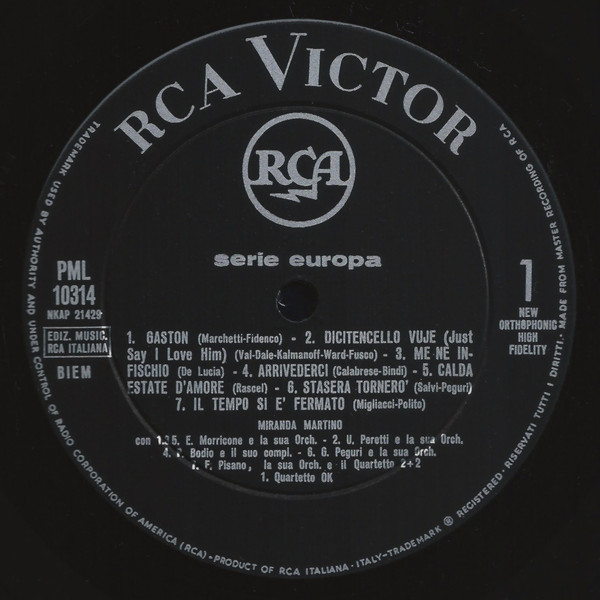 RCA VICTOR
RCA
serie europa
PML
10314
NKAP 21429
EDIZ. MUSIC.
RCA ITALIANA
BIEM
1
NEW
ORTHOPHONIC
HIGH
FIDELITY
1. GASTON (Marchetti-Fidenco) - 2. DICITENCELLO VUJE (Just
Say I Love Him) (Val-Dale-Kalmanoff-Ward-Fusco) - 3. ME NE IN-
FISCHIO (De Lucia) - 4. ARRIVEDERCI (Calabrese-Bindi) - 5. CALDA
ESTATE D'AMORE (Rascel) - 6. STASERA TORNERO' (Salvi-Peguri)
7. IL TEMPO SI E' FERMATO (Migliacci-Polito)
MIRANDA MARTINO
con 1.3.5. E. Morricone e la sua Orch. - 2. U. Peretti e la sua Orch.
4. Bodio e il suo compl. - 6. G. Peguri e la sua Orch.
7. F. Pisano, la sua Orch. e il Quartetto 2+2
1. Quartetto OK
TRADEMARK USED BY AUTHORITY AND UNDER CONTROL OF RADIO CORPORATION OF AMERICA (RCA) - PRODUCT OF RCA ITALIANA - ITALY - TRADEMARK ® REGISTERED - RISERVATI TUTTI I DIRITTI - MADE FROM MASTER RECORDING OF RCA